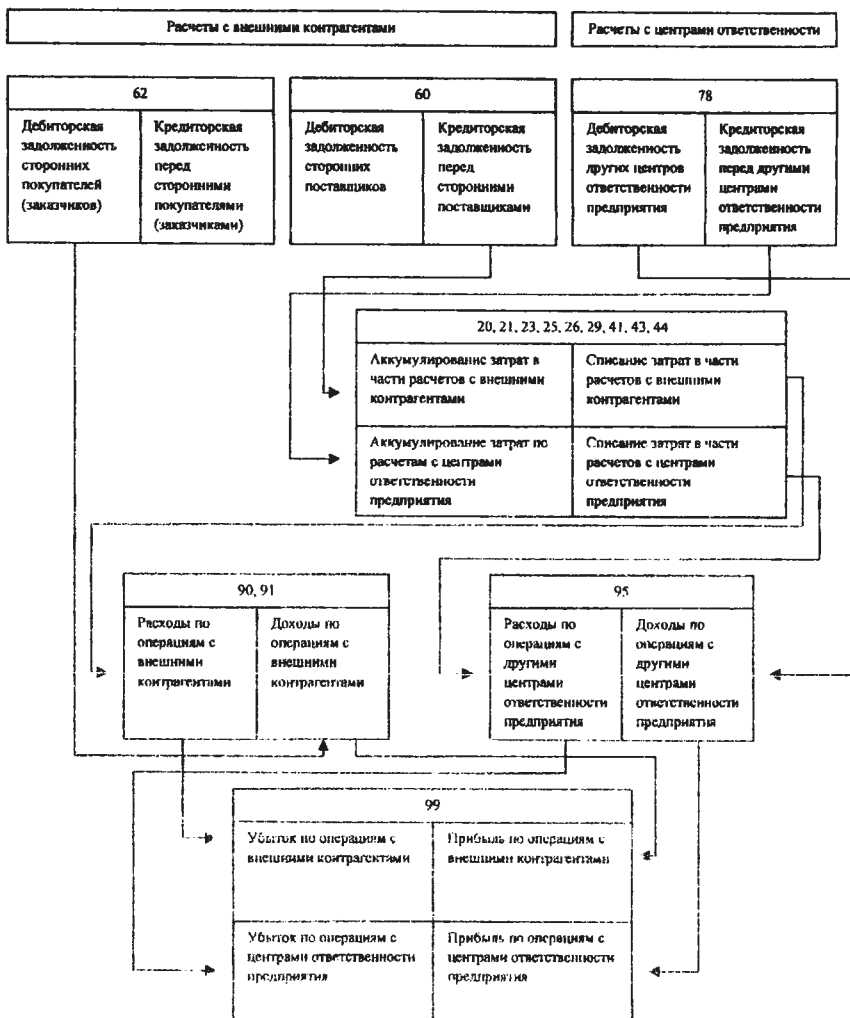 Расчеты с внешними контрагентами
Расчеты с центрами ответственности
62
Дебиторская
задолженность
сторонних
покупателей
(заказчиков)
Кредиторская
задолженность
перед
сторонними
покупателями
(заказчиками)
60
Дебиторская
задолженность
сторонних
поставщиков
Кредиторская
задолженность
перед
сторонними
поставщиками
78
Дебиторская
задолженность
других центров
ответственности
предприятия
Кредиторская
задолженность
перед другими
центрами
ответственности
предприятия
20, 21, 23, 25, 26, 29, 41, 43, 44
Аккумулирование затрат в
части расчетов с внешними
контрагентами
Списание затрат в части
расчетов с внешними
контрагентами
Аккумулирование затрат по
расчетам с центрами
ответственности
предприятия
Списание затрат в части
расчетов с центрами
ответственности
предприятия
90, 91
Расходы по
операциям с
внешними
контрагентами
Доходы по
операциям с
внешними
контрагентами
95
Расходы по
операциям с
другими
центрами
ответственности
предприятия
Доходы по
операциям с
другими
центрами
ответственности
предприятия
99
Убыток по операциям с
внешними контрагентами
Прибыль по операциям с
внешними контрагентами
Убыток по операциям с
центрами ответственности
предприятия
Прибыль по операциям с
центрами ответственности
предприятия